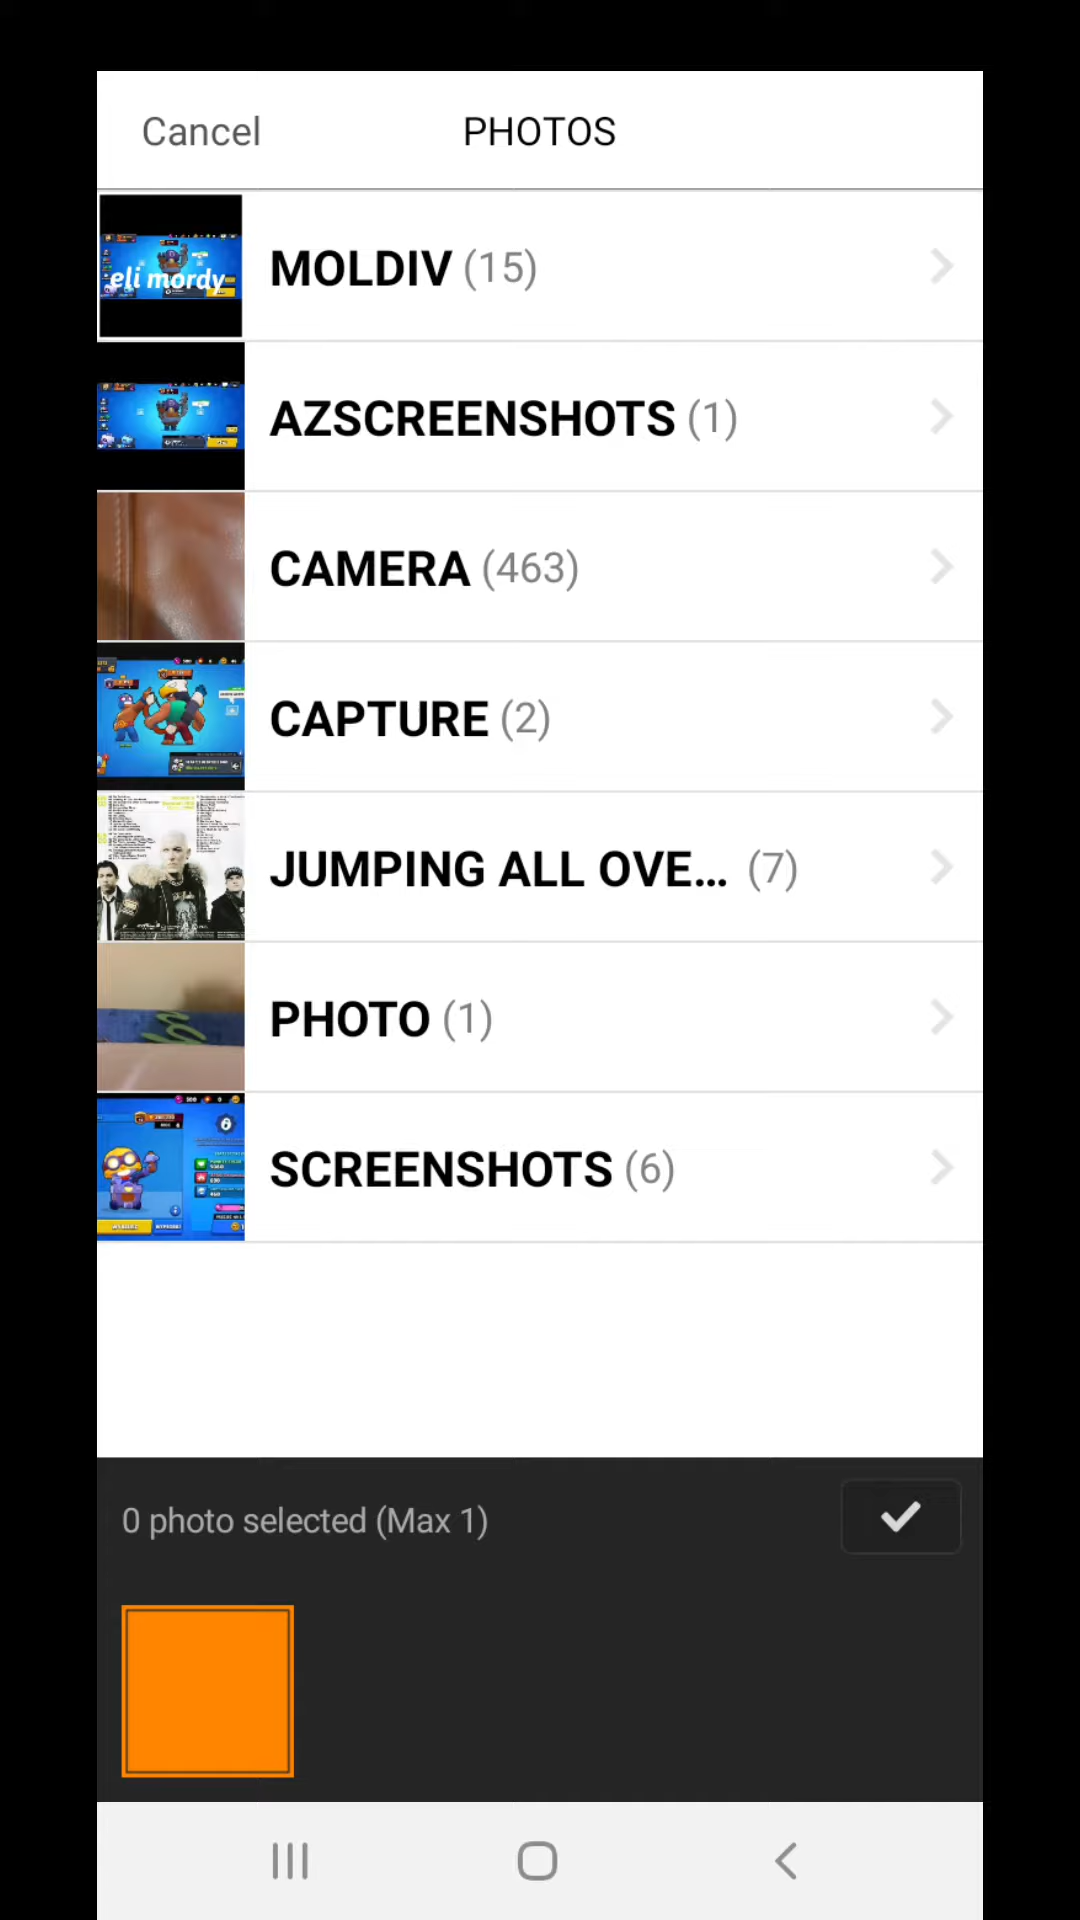 Cancel
PHOTOS
eli mordy
MOLDIV (15)
AZSCREENSHOTS (1)
CAMERA (463)
CAPTURE (2)
JUMPING ALL OVE... (7)
PHOTO (1)
SCREENSHOTS (6)
0 photo selected (Max 1)